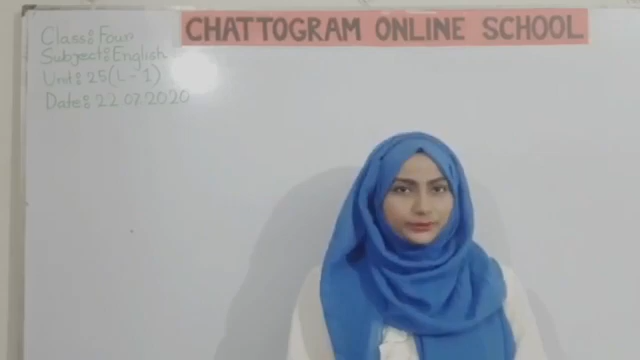 CHATTOGRAM ONLINE SCHOOL
Class: Four
Subject: English
Unit: 25(L-1)
Date: 22.07.2020